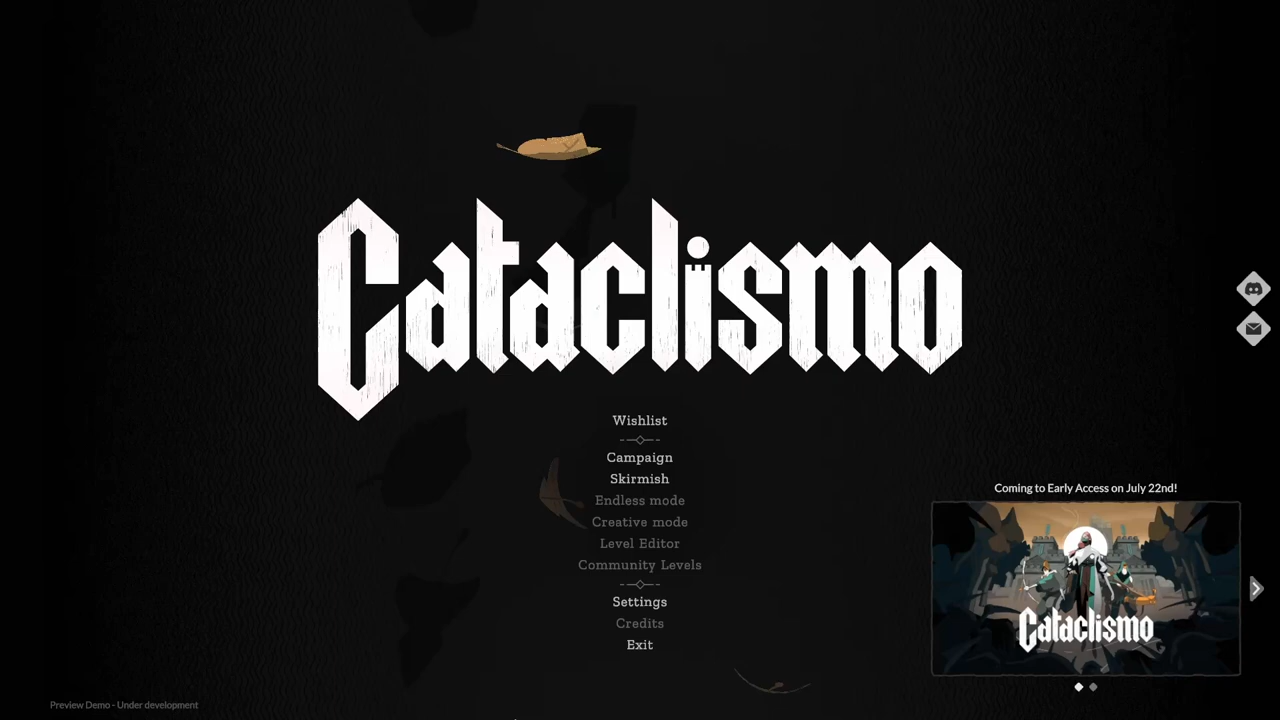 Cataclismo
Wishlist
Campaign
Skirmish
Endless mode
Creative mode
Level Editor
Community Levels
Settings
Credits
Exit
Coming to Early Access on July 22nd!
Cataclismo
Preview Demo - Under development